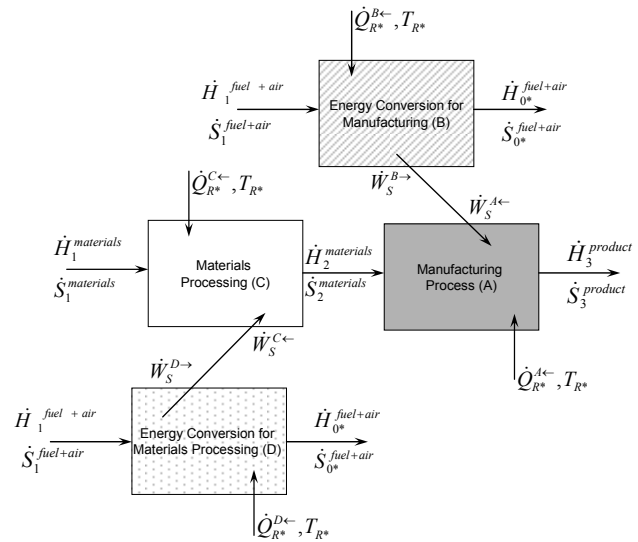 Q̇_{R*}^{B←}, T_{R*}
Ḣ_1^{fuel + air}
Ṡ_1^{fuel+air}
Energy Conversion for
Manufacturing (B)
Ḣ_{0*}^{fuel+air}
Ṡ_{0*}^{fuel+air}
Ẇ_S^{B→}
Ẇ_S^{A←}
Q̇_{R*}^{C←}, T_{R*}
Ḣ_1^{materials}
Ṡ_1^{materials}
Materials
Processing (C)
Ḣ_2^{materials}
Ṡ_2^{materials}
Manufacturing
Process (A)
Ḣ_3^{product}
Ṡ_3^{product}
Ẇ_S^{C←}
Ẇ_S^{D→}
Q̇_{R*}^{A←}, T_{R*}
Ḣ_1^{fuel + air}
Ṡ_1^{fuel+air}
Energy Conversion for
Materials Processing (D)
Ḣ_{0*}^{fuel+air}
Ṡ_{0*}^{fuel+air}
Q̇_{R*}^{D←}, T_{R*}